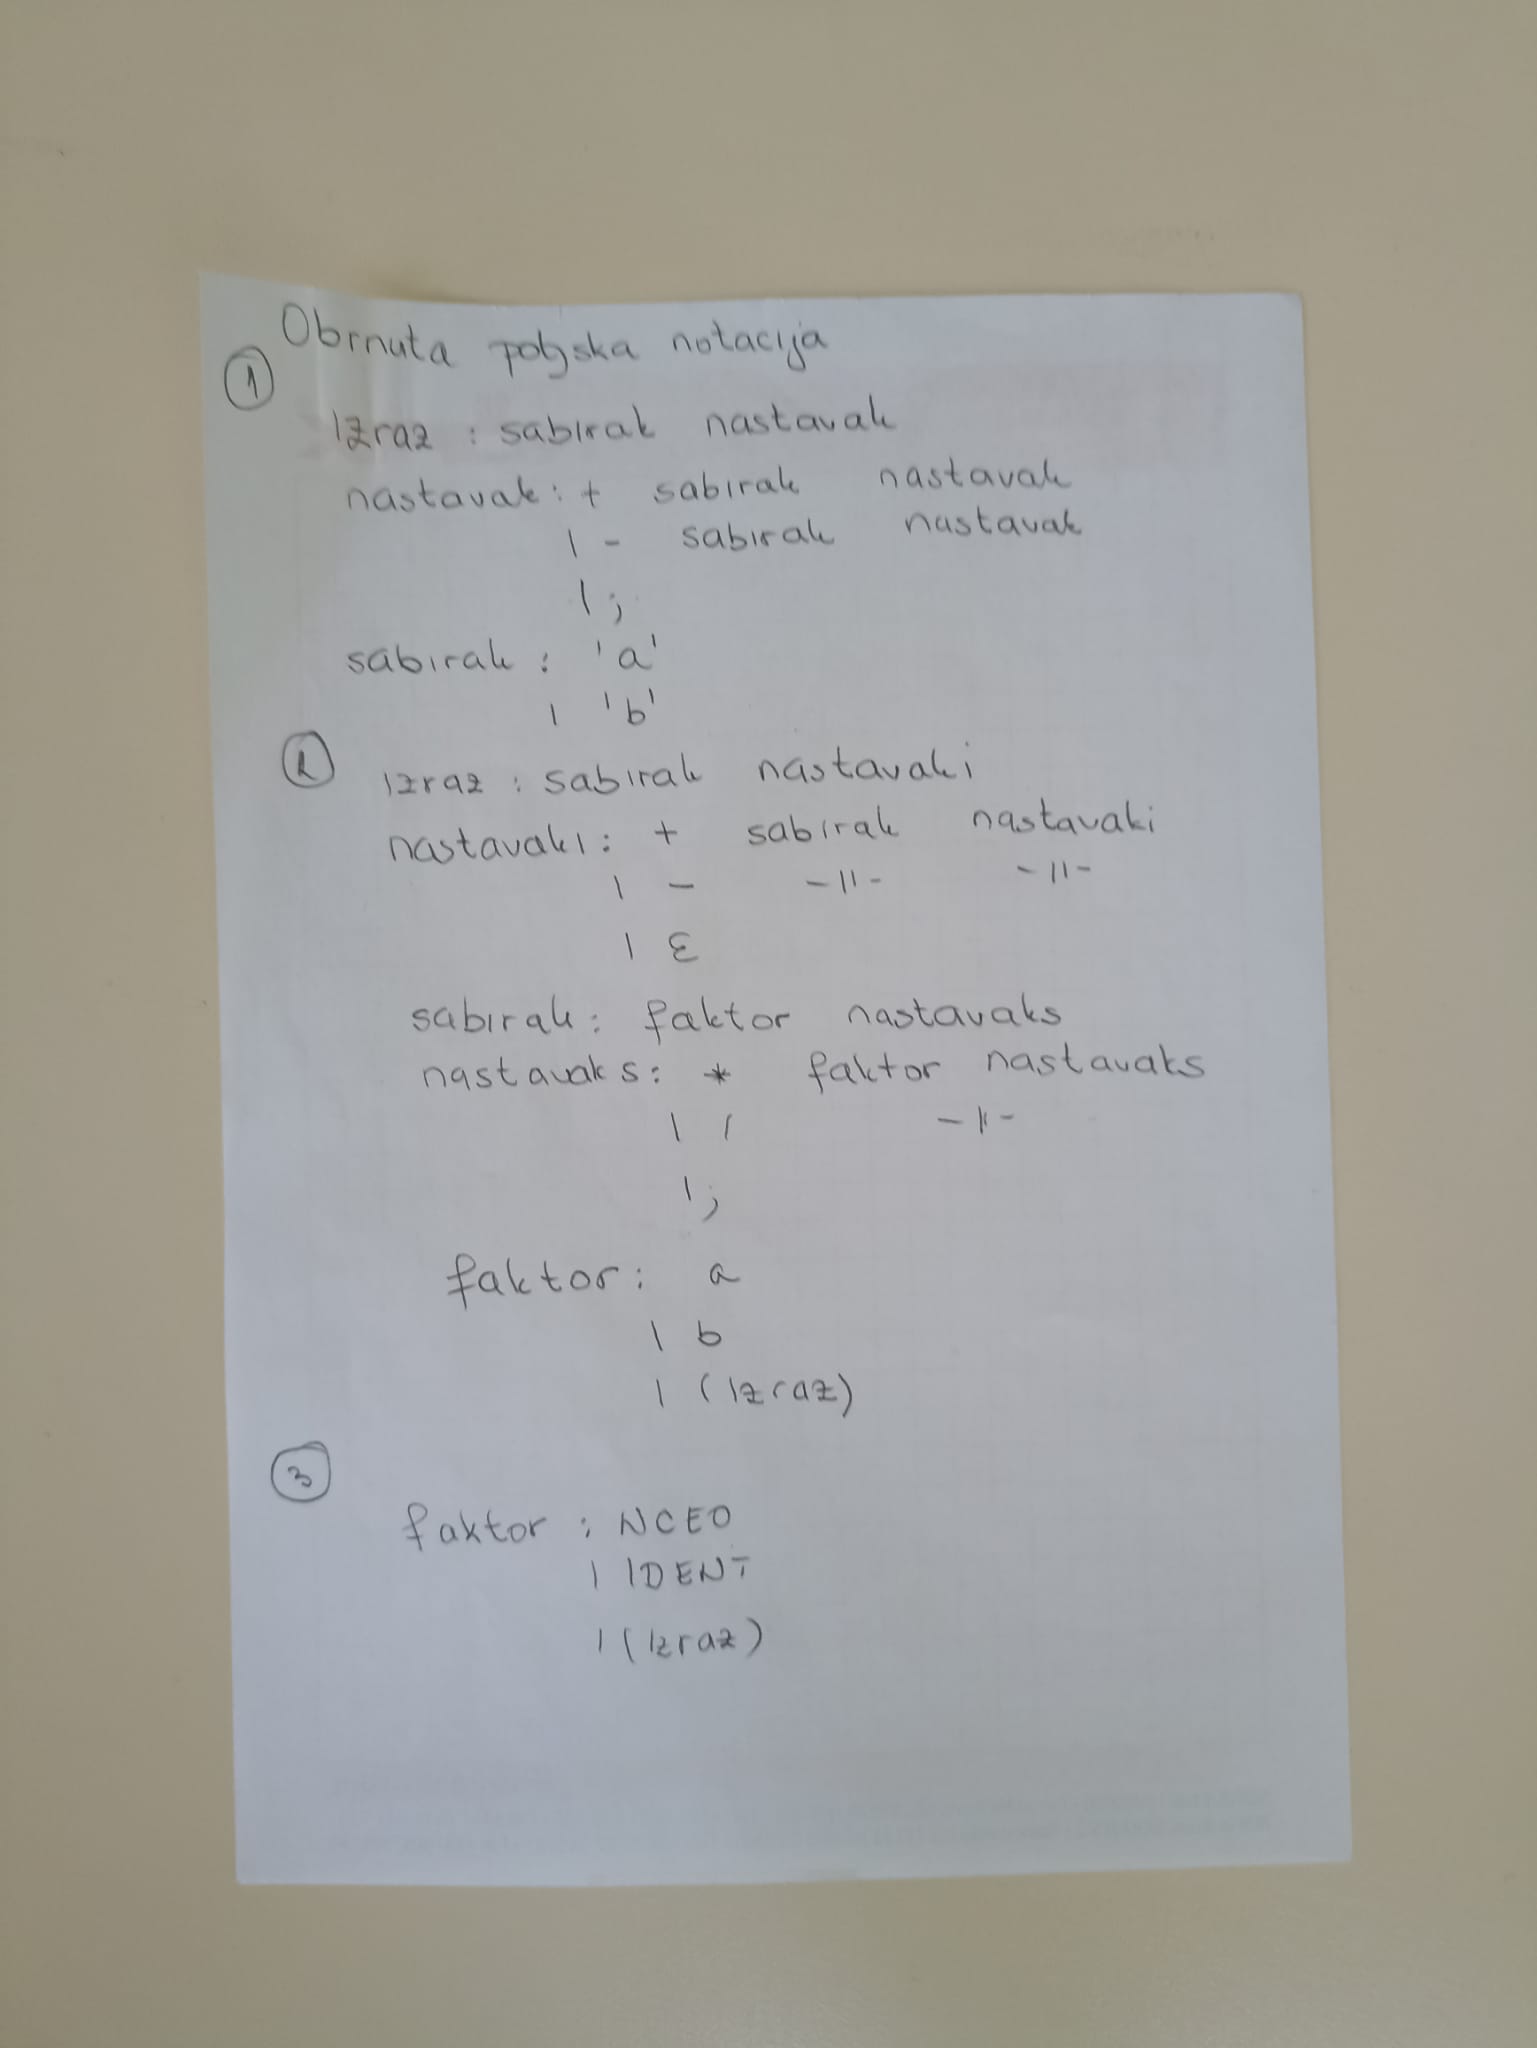 Obrnuta poljska notacija
1
Izraz : sabirak nastavak
nastavak : + sabirak nastavak
| - sabirak nastavak
| ;
sabirak : 'a'
| 'b'
2
izraz : sabirak nastavaki
nastavaki : + sabirak nastavaki
| - -||- -||-
| ε
sabirak : faktor nastavaks
nastavaks : * faktor nastavaks
| / -||-
| ;
faktor : a
| b
| (izraz)
3
faktor : NCEO
| IDENT
| (izraz)